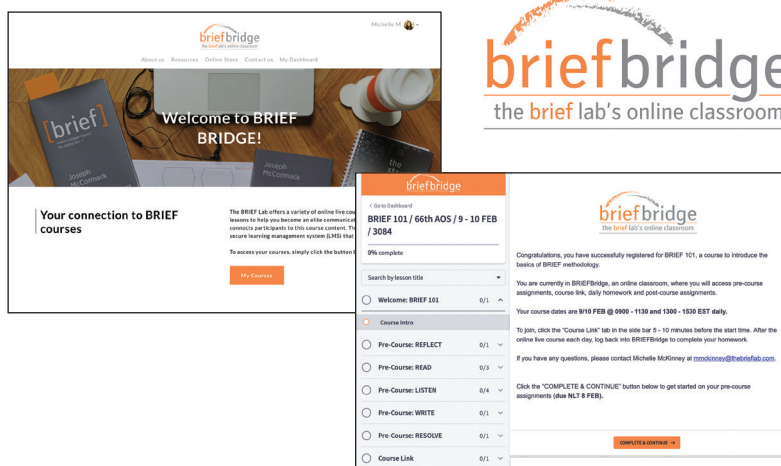 Michelle M
briefbridge
the brief lab's online classroom
About us Resources Online Store Contact us My Dashboard
[brief]
Joseph
McCormack
Welcome to BRIEF
BRIDGE!
Joseph
McCormack
the
Your connection to BRIEF
courses
The BRIEF Lab offers a variety of online live cou
lessons to help you become an elite communicat
connects participants to this course content. Th
secure learning management system (LMS) that
To access your courses, simply click the button b
My Courses
briefbridge
the brief lab's online classroom
briefbridge
Go to Dashboard
BRIEF 101 / 66th AOS / 9 - 10 FEB
/ 3084
0% complete
Search by lesson title
Welcome: BRIEF 101 0/1
Course Intro
Pre-Course: REFLECT 0/1
Pre-Course: READ 0/3
Pre-Course: LISTEN 0/4
Pre-Course: WRITE 0/1
Pre-Course: RESOLVE 0/1
Course Link 0/1
briefbridge
the brief lab's online classroom
Congratulations, you have successfully registered for BRIEF 101, a course to introduce the
basics of BRIEF methodology.
You are currently in BRIEFBridge, an online classroom, where you will access pre-course
assignments, course link, daily homework and post-course assignments.
Your course dates are 9/10 FEB @ 0900 - 1130 and 1300 - 1530 EST daily.
To join, click the "Course Link" tab in the side bar 5 - 10 minutes before the start time. After the
online live course each day, log back into BRIEFBridge to complete your homework.
If you have any questions, please contact Michelle McKinney at mmckinney@thebrieflab.com.
Click the "COMPLETE & CONTINUE" button below to get started on your pre-course
assignments (due NLT 8 FEB).
COMPLETE & CONTINUE →